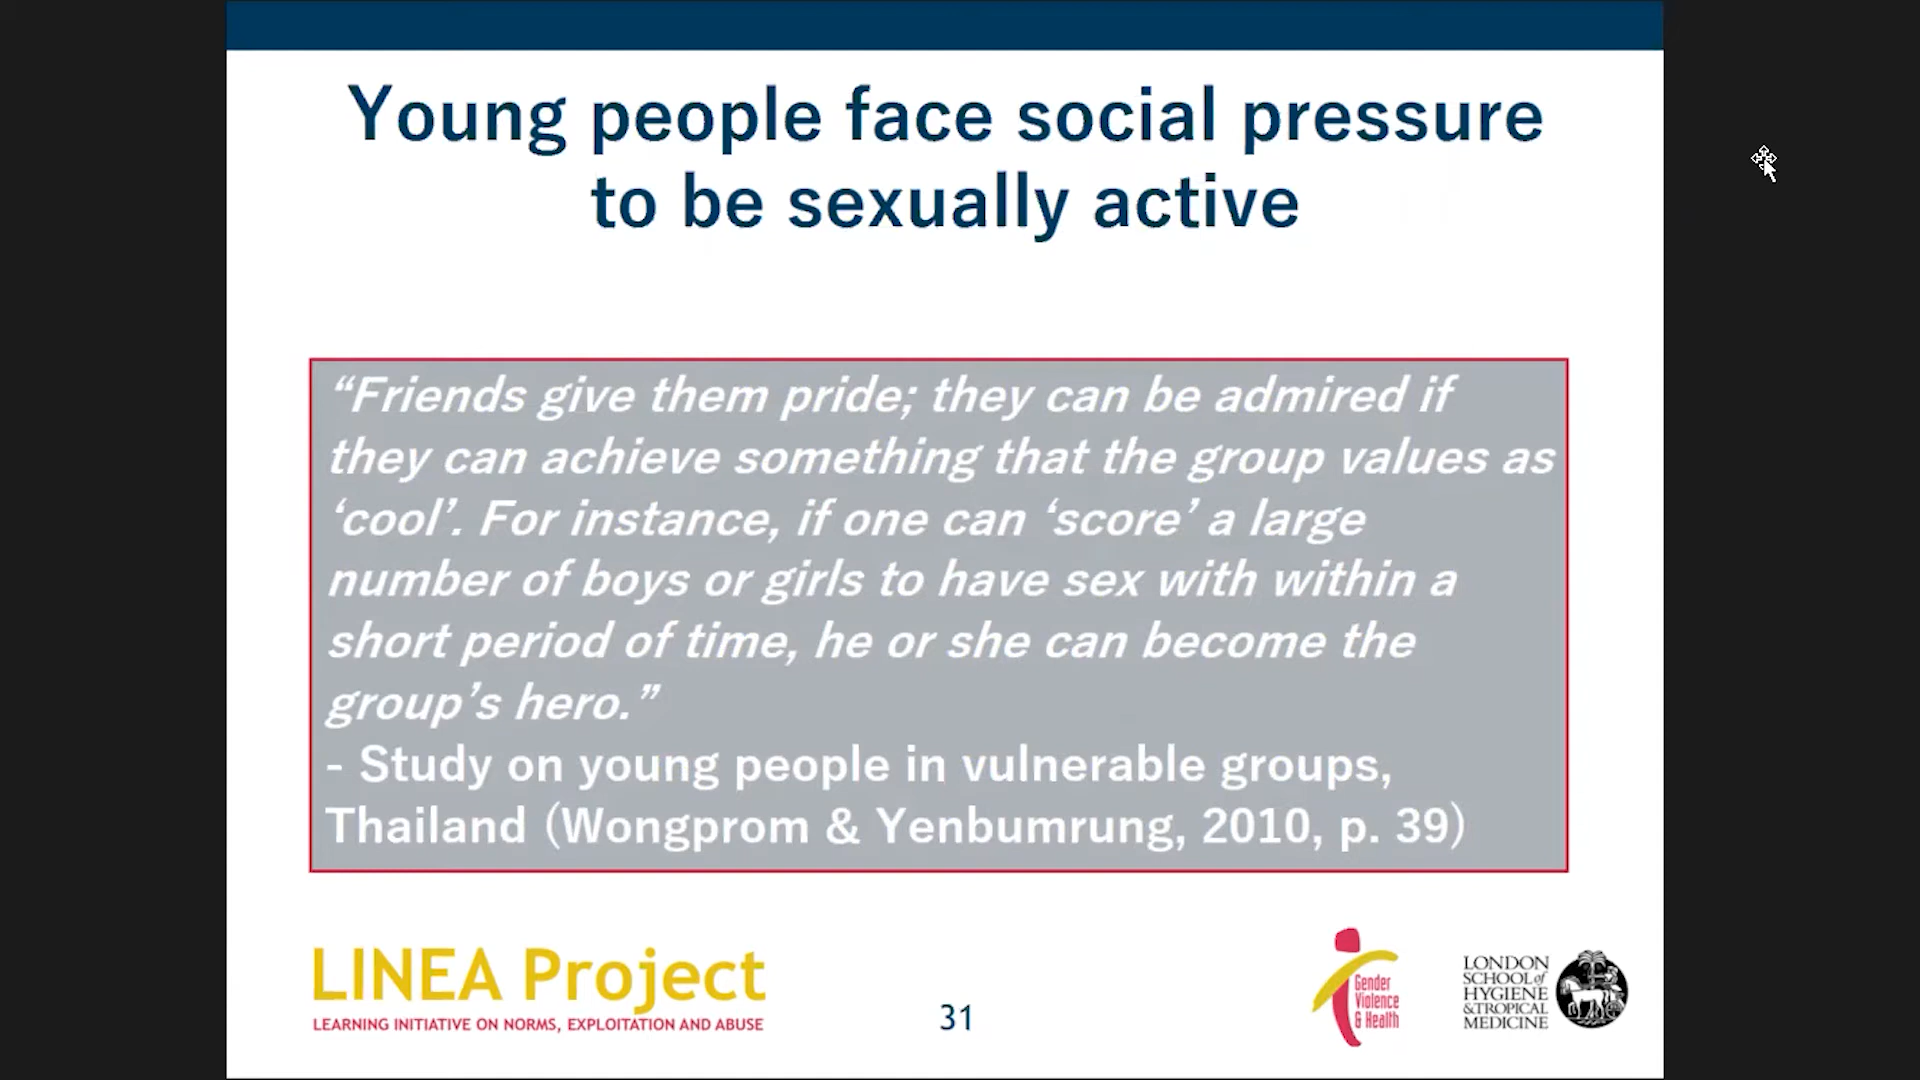 Young people face social pressure
to be sexually active
“Friends give them pride; they can be admired if
they can achieve something that the group values as
‘cool’. For instance, if one can ‘score’ a large
number of boys or girls to have sex with within a
short period of time, he or she can become the
group’s hero.”
- Study on young people in vulnerable groups,
Thailand (Wongprom & Yenbumrung, 2010, p. 39)
LINEA Project
LEARNING INITIATIVE ON NORMS, EXPLOITATION AND ABUSE
31
Gender
Violence
& Health
LONDON
SCHOOL of
HYGIENE
& TROPICAL
MEDICINE